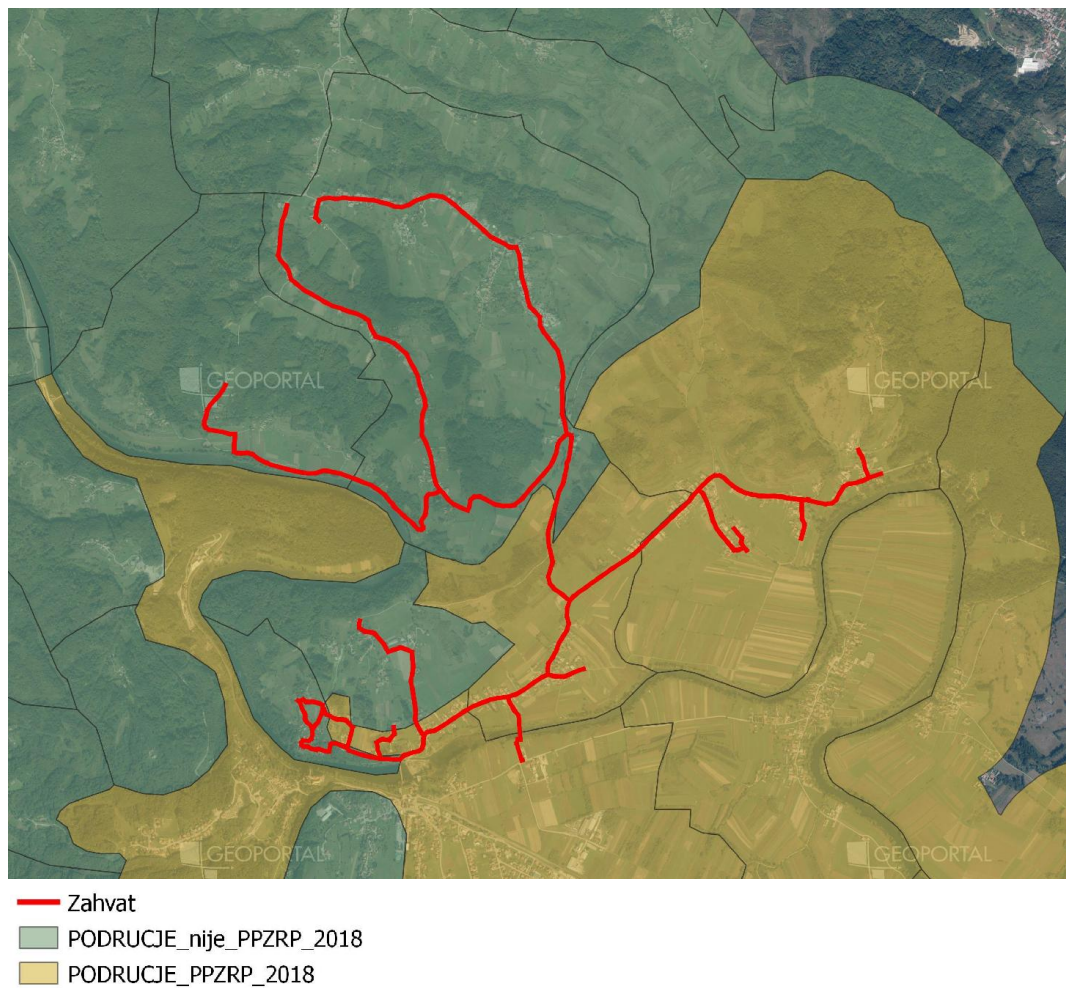 GEOPORTAL
GEOPORTAL
GEOPORTAL
GEOPORTAL
Zahvat
PODRUCJE_nije_PPZRP_2018
PODRUCJE_PPZRP_2018